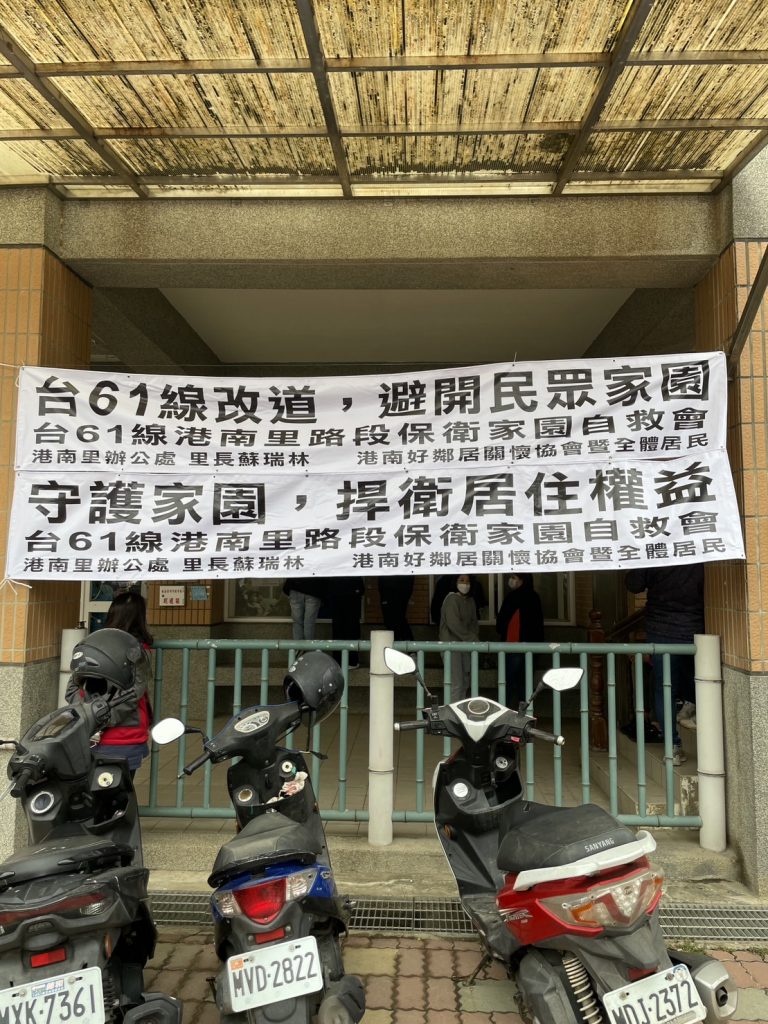 台61線改道，避開民眾家園
台61線港南里路段保衛家園自救會
港南里辦公處 里長蘇瑞林 港南好鄰居關懷協會暨全體居民
守護家園，捍衛居住權益
台61線港南里路段保衛家園自救會
港南里辦公處 里長蘇瑞林 港南好鄰居關懷協會暨全體居民
SANYANG
MYK·7361
MVD·2822
MDJ·2372